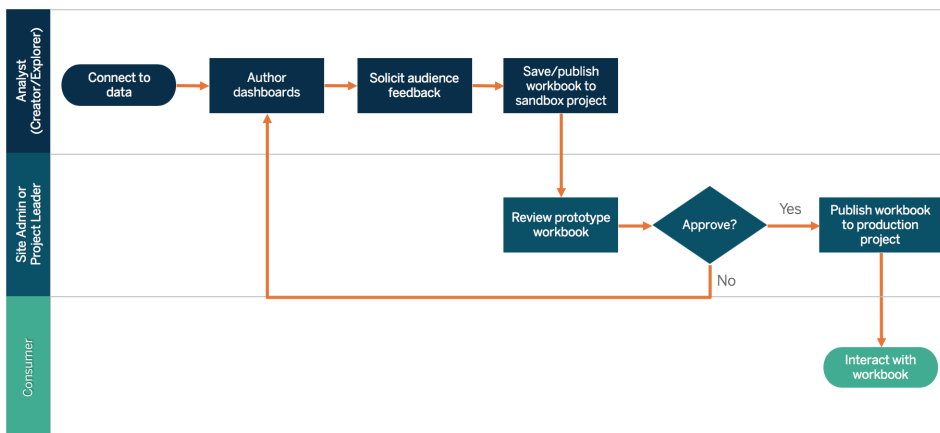 Analyst
(Creator/Explorer)
Connect to
data
Author
dashboards
Solicit audience
feedback
Save/publish
workbook to
sandbox project
Site Admin or
Project Leader
Review prototype
workbook
Approve?
Yes
No
Publish workbook
to production
project
Consumer
Interact with
workbook